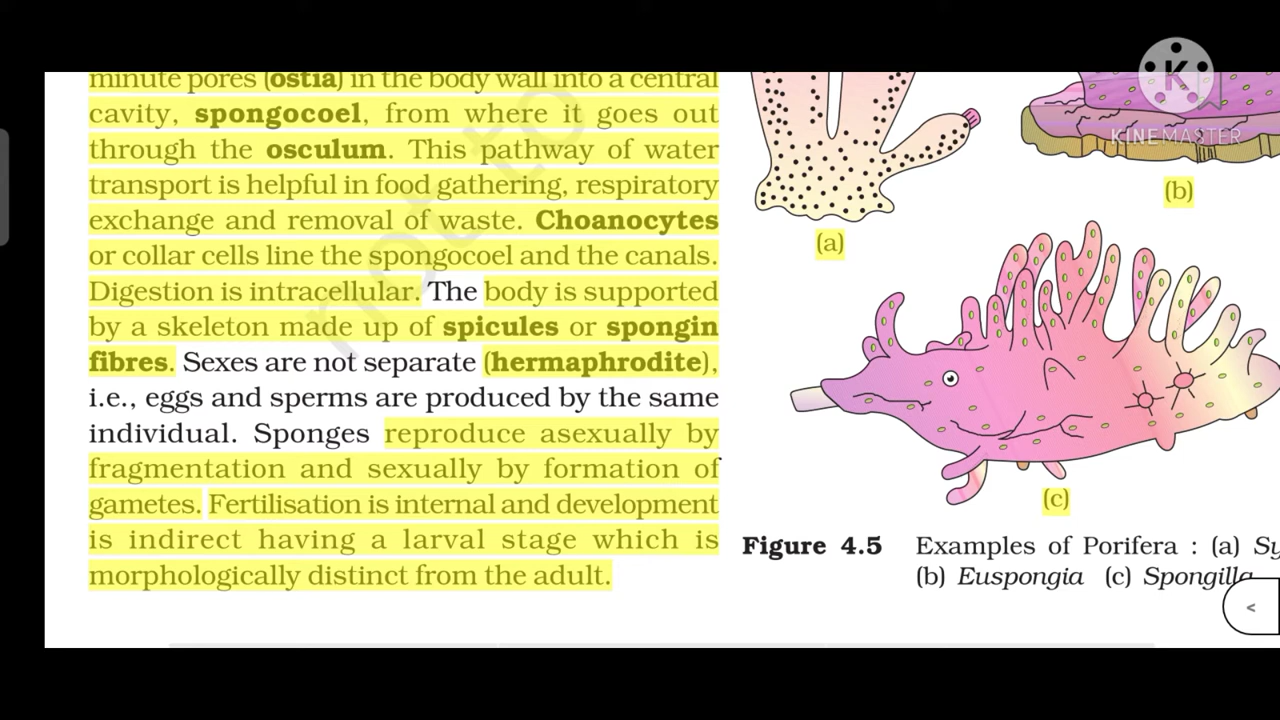 minute pores (ostia) in the body wall into a central
cavity, spongocoel, from where it goes out
through the osculum. This pathway of water
transport is helpful in food gathering, respiratory
exchange and removal of waste. Choanocytes
or collar cells line the spongocoel and the canals.
Digestion is intracellular. The body is supported
by a skeleton made up of spicules or spongin
fibres. Sexes are not separate (hermaphrodite),
i.e., eggs and sperms are produced by the same
individual. Sponges reproduce asexually by
fragmentation and sexually by formation of
gametes. Fertilisation is internal and development
is indirect having a larval stage which is
morphologically distinct from the adult.
not to
K
KINEMASTER
(a)
(b)
(c)
Figure 4.5 Examples of Porifera : (a) Sy
(b) Euspongia (c) Spongilla
<